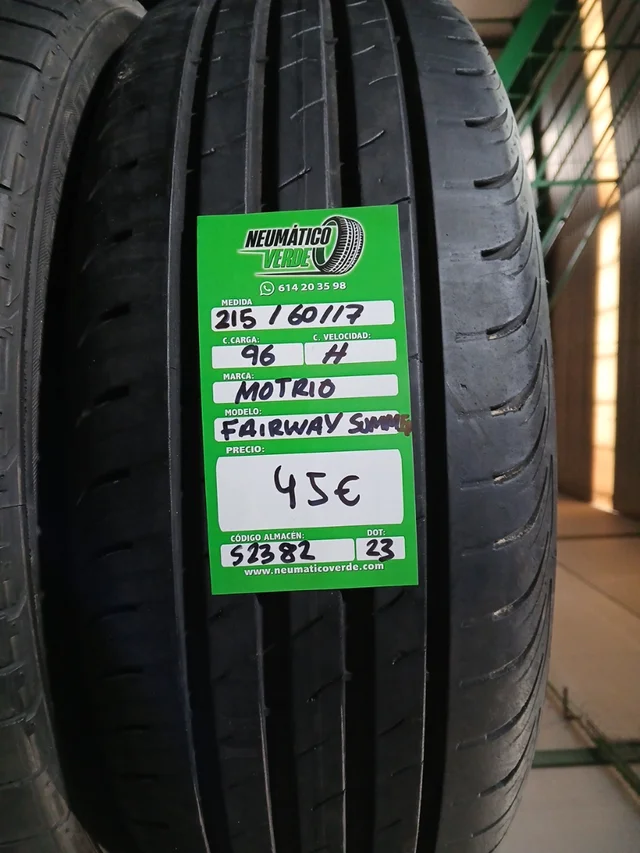 NEUMÁTICO
VERDE
614 20 35 98
MEDIDA
215/60/17
C.CARGA: C. VELOCIDAD:
96 H
MARCA:
MOTRIO
MODELO:
FAIRWAY SUMMER
PRECIO:
45€
CÓDIGO ALMACÉN: DOT:
S2382 23
www.neumaticoverde.com